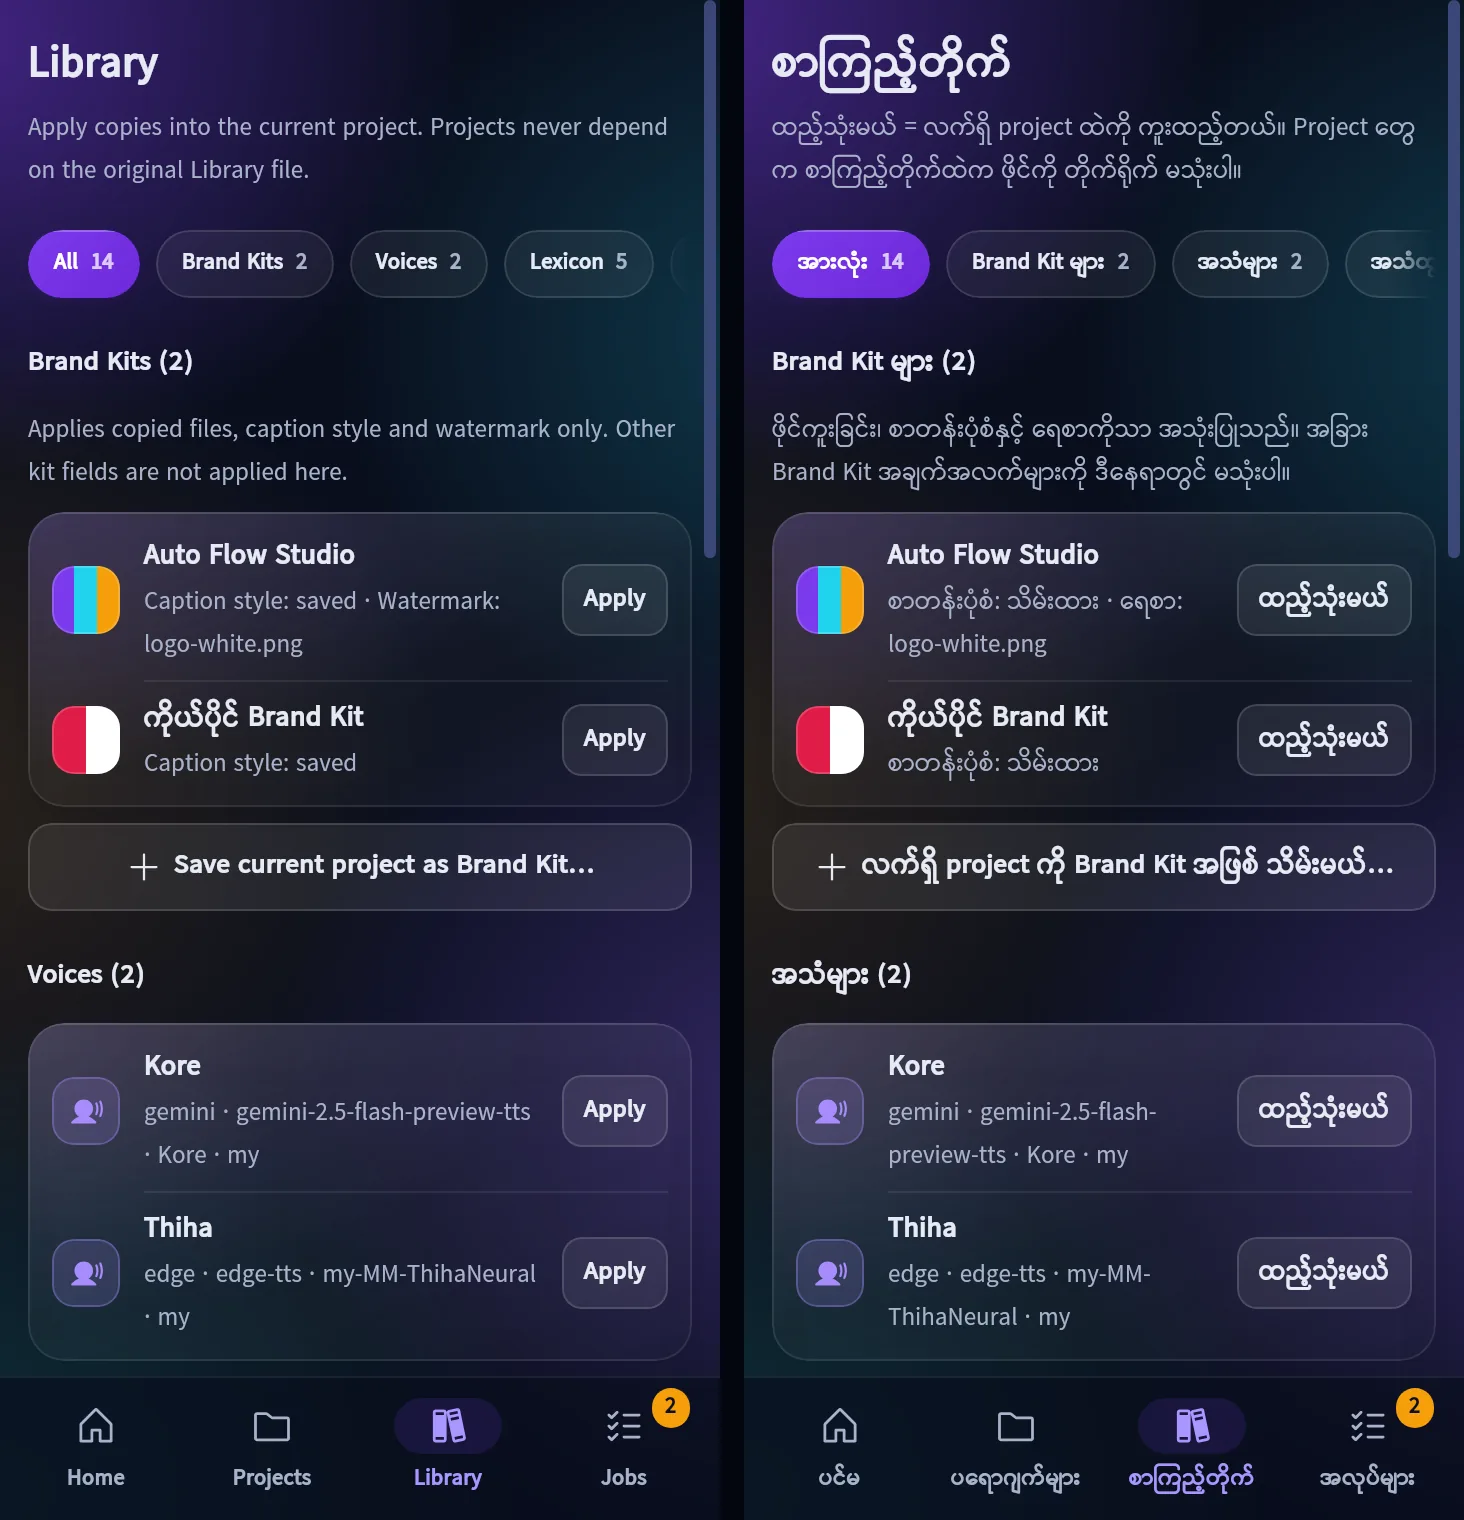 Library
Apply copies into the current project. Projects never depend
on the original Library file.
All 14
Brand Kits 2
Voices 2
Lexicon 5
Brand Kits (2)
Applies copied files, caption style and watermark only. Other
kit fields are not applied here.
Auto Flow Studio
Caption style: saved · Watermark:
logo-white.png
Apply
ကိုယ်ပိုင် Brand Kit
Caption style: saved
Apply
Save current project as Brand Kit...
Voices (2)
Kore
gemini · gemini-2.5-flash-preview-tts
· Kore · my
Apply
Thiha
edge · edge-tts · my-MM-ThihaNeural
· my
Apply
Home
Projects
Library
Jobs
2
စာကြည့်တိုက်
ထည့်သုံးမယ် = လက်ရှိ project ထဲကို ကူးထည့်တယ်။ Project တွေ
က စာကြည့်တိုက်ထဲက ဖိုင်ကို တိုက်ရိုက် မသုံးပါ။
အားလုံး 14
Brand Kit များ 2
အသံများ 2
Brand Kit များ (2)
ဖိုင်ကူးခြင်း၊ စာတန်းပုံစံနှင့် ရေစာကိုသာ အသုံးပြုသည်။ အခြား
Brand Kit အချက်အလက်များကို ဒီနေရာတွင် မသုံးပါ။
Auto Flow Studio
စာတန်းပုံစံ: သိမ်းထား · ရေစာ:
logo-white.png
ထည့်သုံးမယ်
ကိုယ်ပိုင် Brand Kit
စာတန်းပုံစံ: သိမ်းထား
ထည့်သုံးမယ်
လက်ရှိ project ကို Brand Kit အဖြစ် သိမ်းမယ်...
အသံများ (2)
Kore
gemini · gemini-2.5-flash-
preview-tts · Kore · my
ထည့်သုံးမယ်
Thiha
edge · edge-tts · my-MM-
ThihaNeural · my
ထည့်သုံးမယ်
ပင်မ
ပရောဂျက်များ
စာကြည့်တိုက်
အလုပ်များ
2